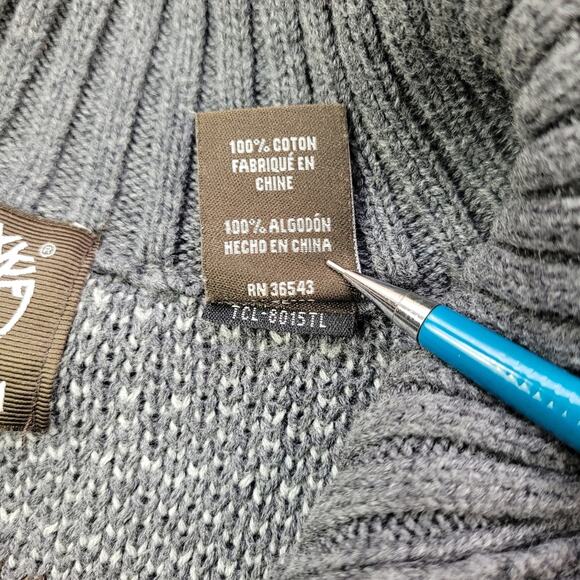 100% COTON
FABRIQUÉ EN
CHINE
100% ALGODÓN
HECHO EN CHINA
RN 36543
TCL-8015TL
®